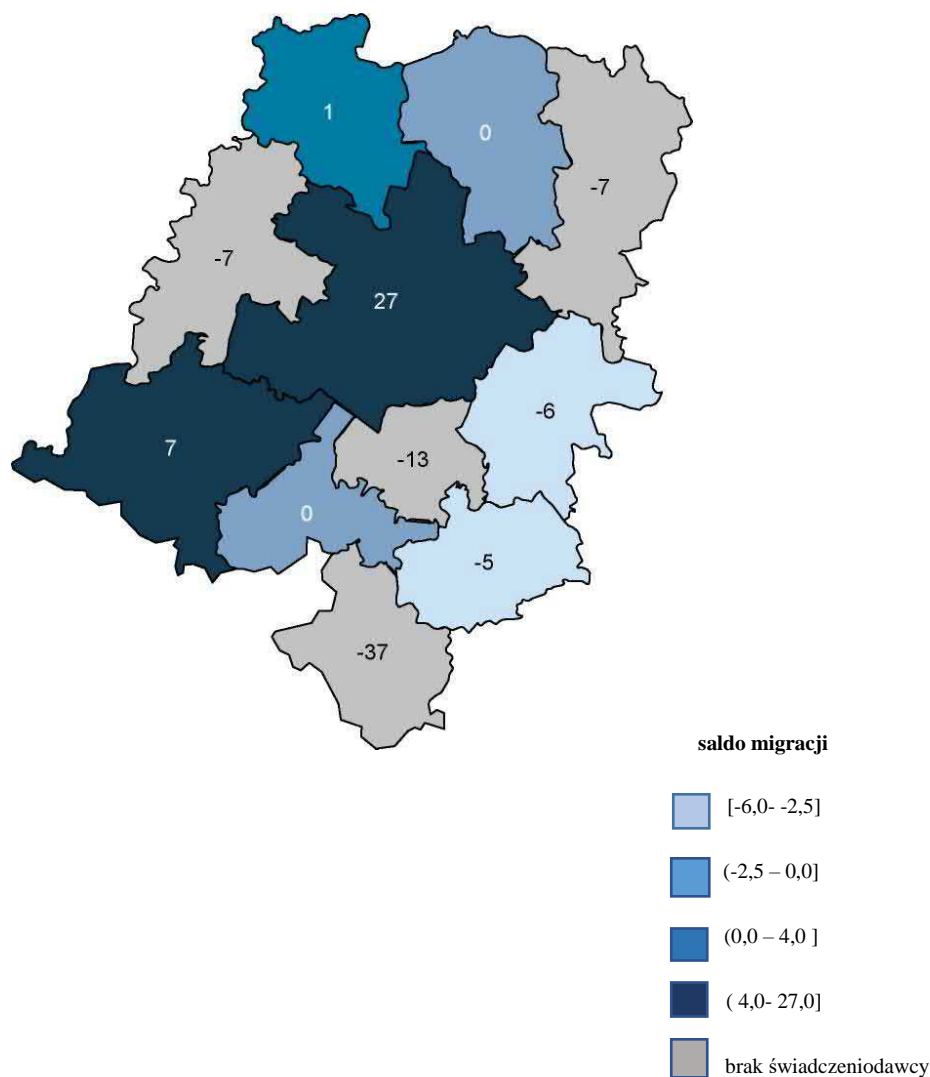 1
0
-7
-7
27
-6
7
-13
0
-5
-37
saldo migracji
[-6,0- -2,5]
(-2,5 – 0,0]
(0,0 – 4,0 ]
( 4,0- 27,0]
brak świadczeniodawcy